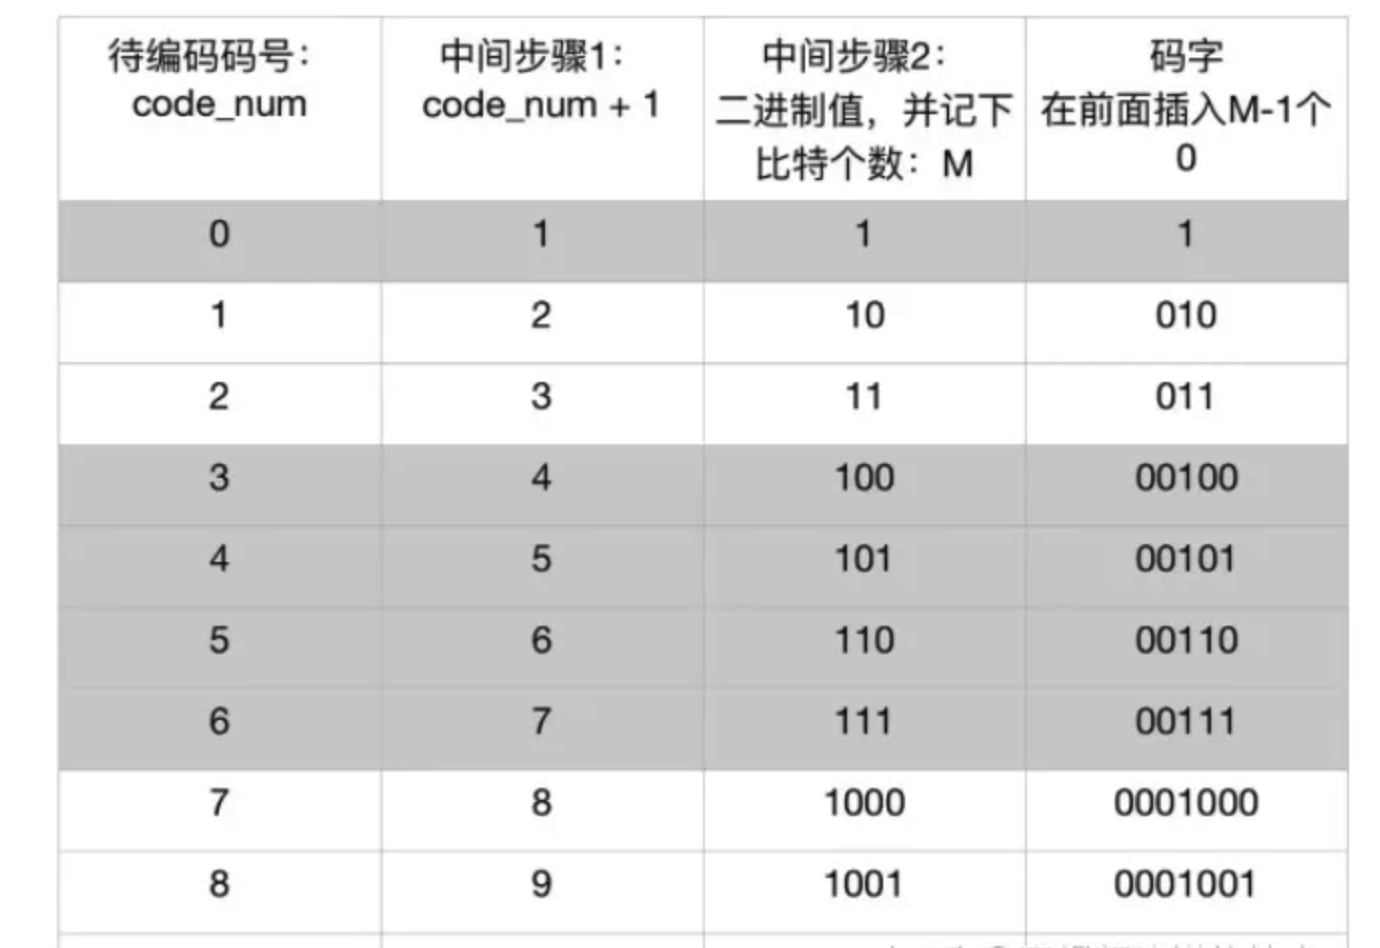 待编码码号：
code_num
中间步骤1：
code_num + 1
中间步骤2：
二进制值，并记下
比特个数：M
码字
在前面插入M-1个
0
0 1 1 1
1 2 10 010
2 3 11 011
3 4 100 00100
4 5 101 00101
5 6 110 00110
6 7 111 00111
7 8 1000 0001000
8 9 1001 0001001